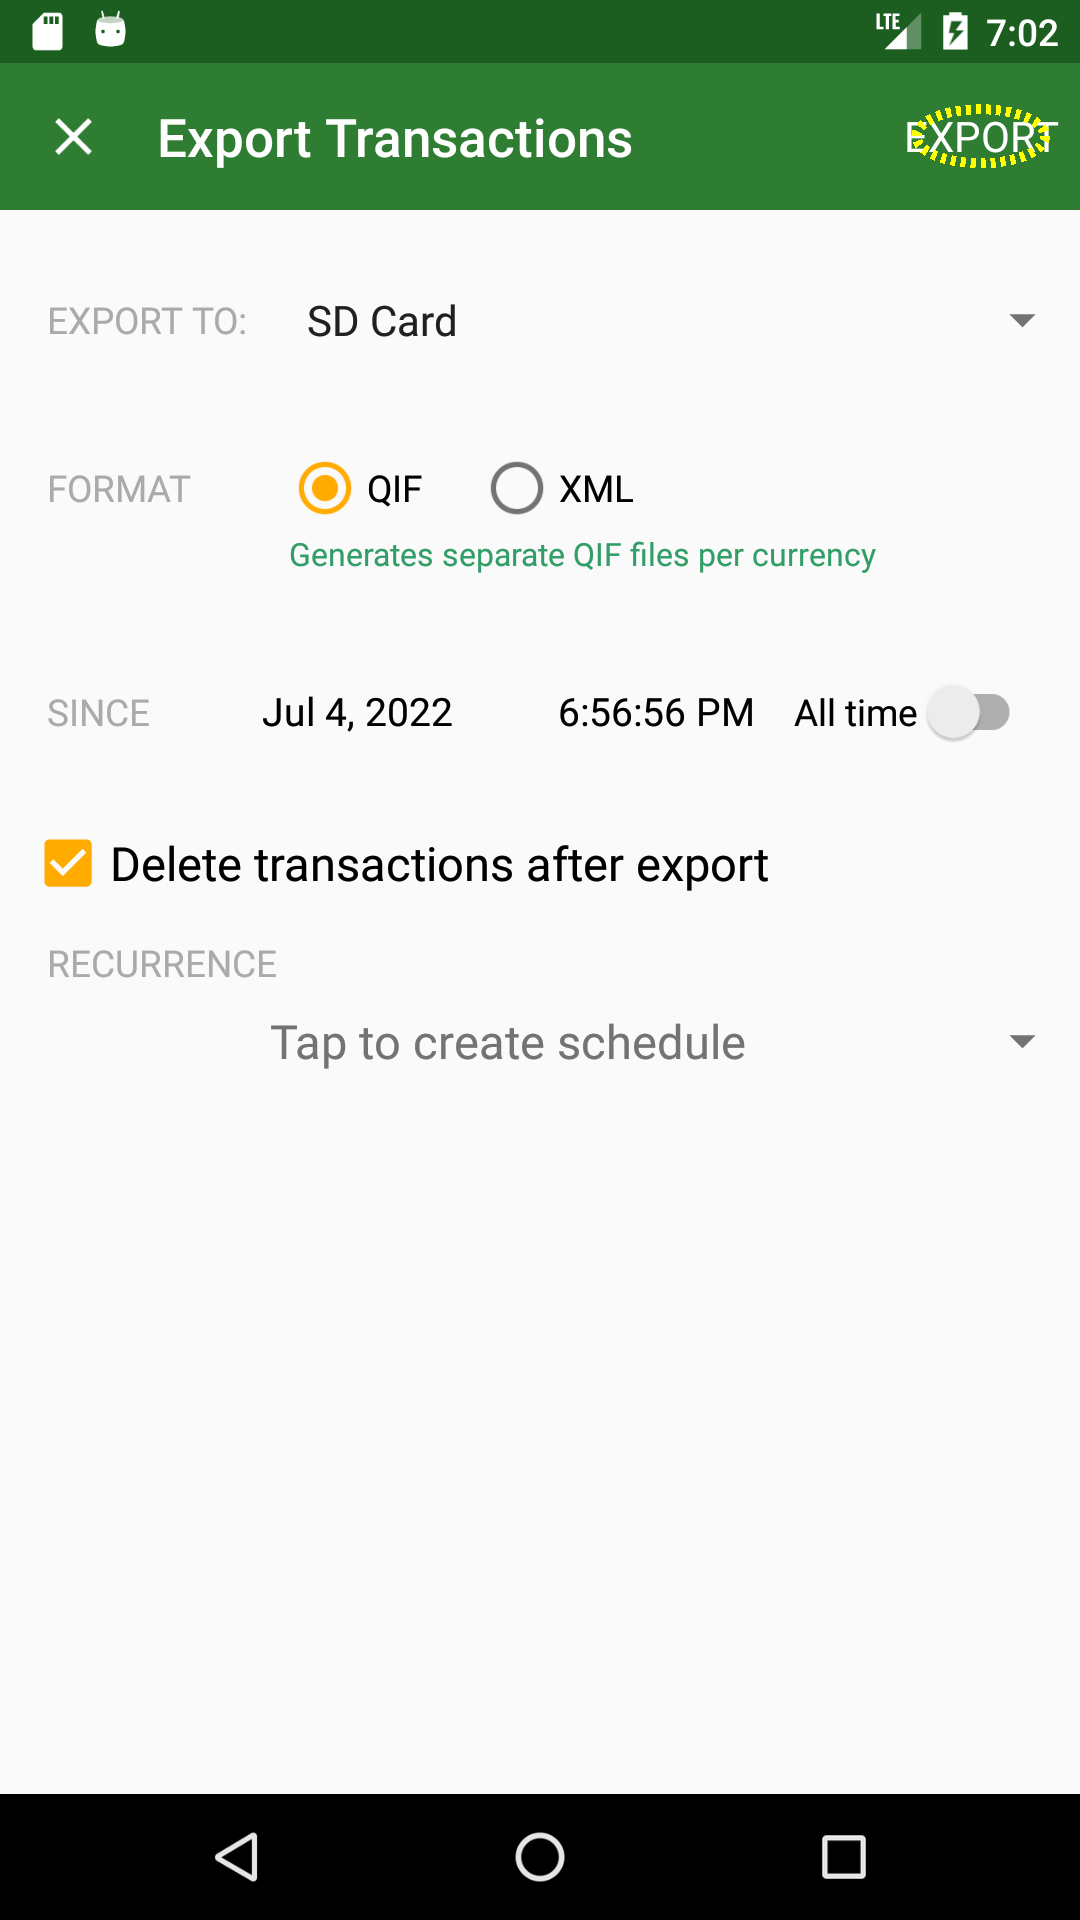 LTE 7:02
Export Transactions EXPORT
EXPORT TO: SD Card
FORMAT QIF XML
Generates separate QIF files per currency
SINCE Jul 4, 2022 6:56:56 PM All time
Delete transactions after export
RECURRENCE
Tap to create schedule